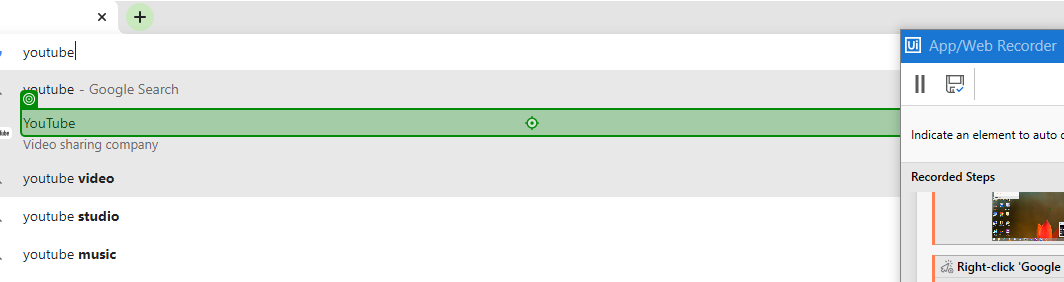 youtube
youtube - Google Search
YouTube
Video sharing company
youtube video
youtube studio
youtube music
Ui App/Web Recorder
Indicate an element to auto
Recorded Steps
Right-click 'Google